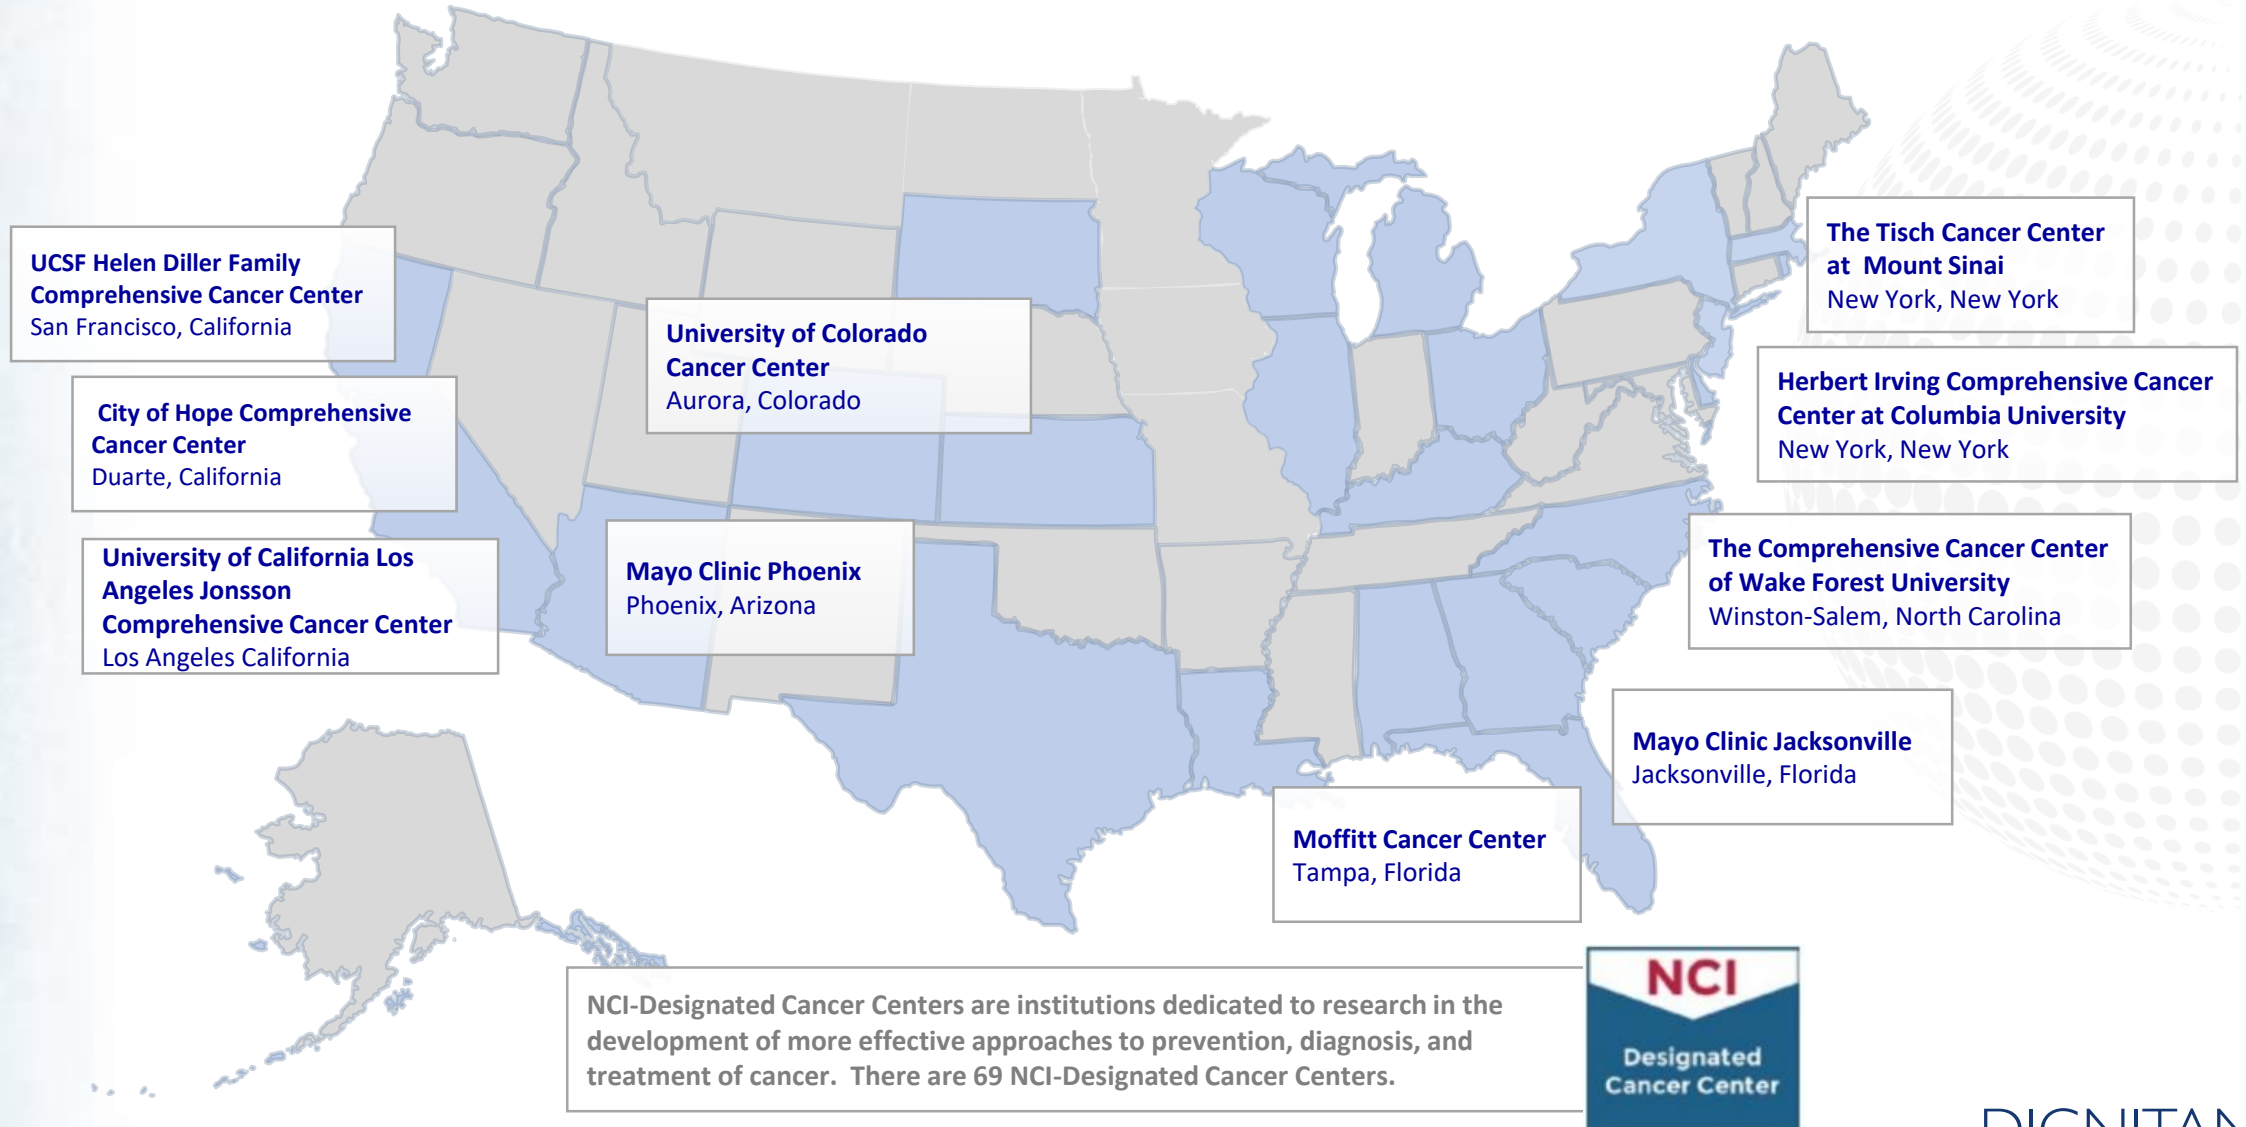 UCSF Helen Diller Family
Comprehensive Cancer Center
San Francisco, California
City of Hope Comprehensive
Cancer Center
Duarte, California
University of California Los
Angeles Jonsson
Comprehensive Cancer Center
Los Angeles California
University of Colorado
Cancer Center
Aurora, Colorado
Mayo Clinic Phoenix
Phoenix, Arizona
The Tisch Cancer Center
at Mount Sinai
New York, New York
Herbert Irving Comprehensive Cancer
Center at Columbia University
New York, New York
The Comprehensive Cancer Center
of Wake Forest University
Winston-Salem, North Carolina
Mayo Clinic Jacksonville
Jacksonville, Florida
Moffitt Cancer Center
Tampa, Florida
NCI-Designated Cancer Centers are institutions dedicated to research in the
development of more effective approaches to prevention, diagnosis, and
treatment of cancer. There are 69 NCI-Designated Cancer Centers.
NCI
Designated
Cancer Center